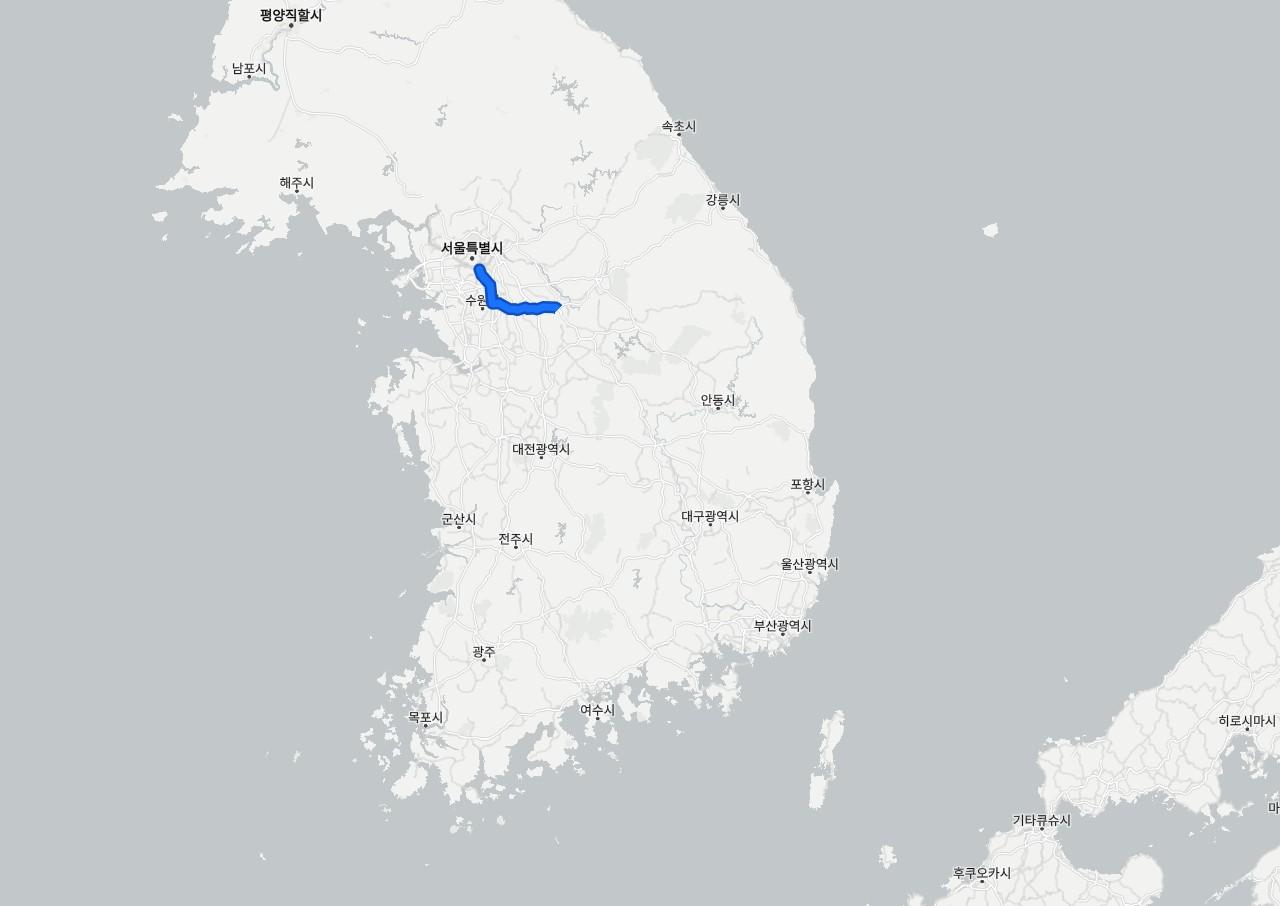 평양직할시
남포시
속초시
해주시
강릉시
서울특별시
수원
안동시
대전광역시
포항시
군산시
대구광역시
전주시
울산광역시
부산광역시
광주
여수시
목포시
히로시마시
마
기타큐슈시
후쿠오카시